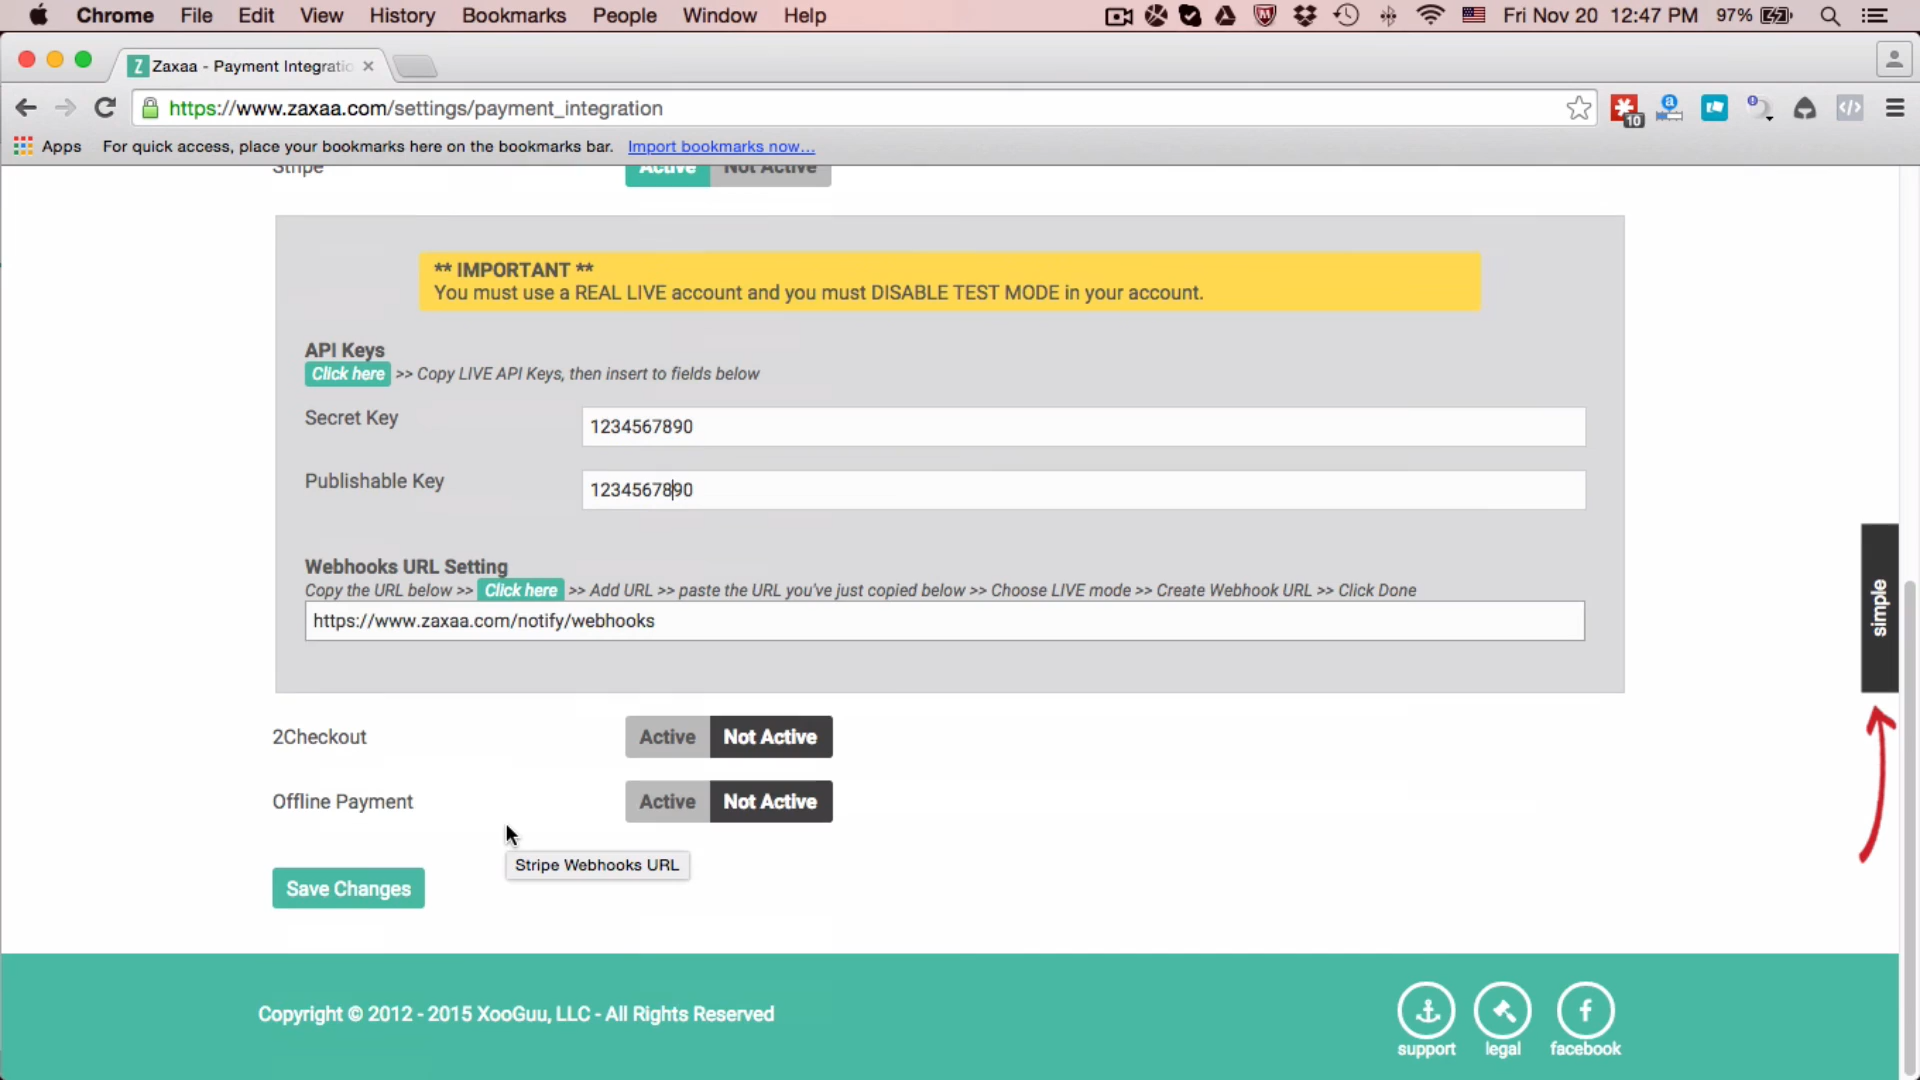 Chrome File Edit View History Bookmarks People Window Help Fri Nov 20 12:47 PM 97%
Z Zaxaa - Payment Integratio
https://www.zaxaa.com/settings/payment_integration 10
Apps For quick access, place your bookmarks here on the bookmarks bar. Import bookmarks now...
Stripe Active Not Active
** IMPORTANT **
You must use a REAL LIVE account and you must DISABLE TEST MODE in your account.
API Keys
Click here >> Copy LIVE API Keys, then insert to fields below
Secret Key 1234567890
Publishable Key 1234567890
Webhooks URL Setting
Copy the URL below >> Click here >> Add URL >> paste the URL you've just copied below >> Choose LIVE mode >> Create Webhook URL >> Click Done
https://www.zaxaa.com/notify/webhooks
simple
2Checkout Active Not Active
Offline Payment Active Not Active
Stripe Webhooks URL
Save Changes
Copyright © 2012 - 2015 XooGuu, LLC - All Rights Reserved
support legal facebook